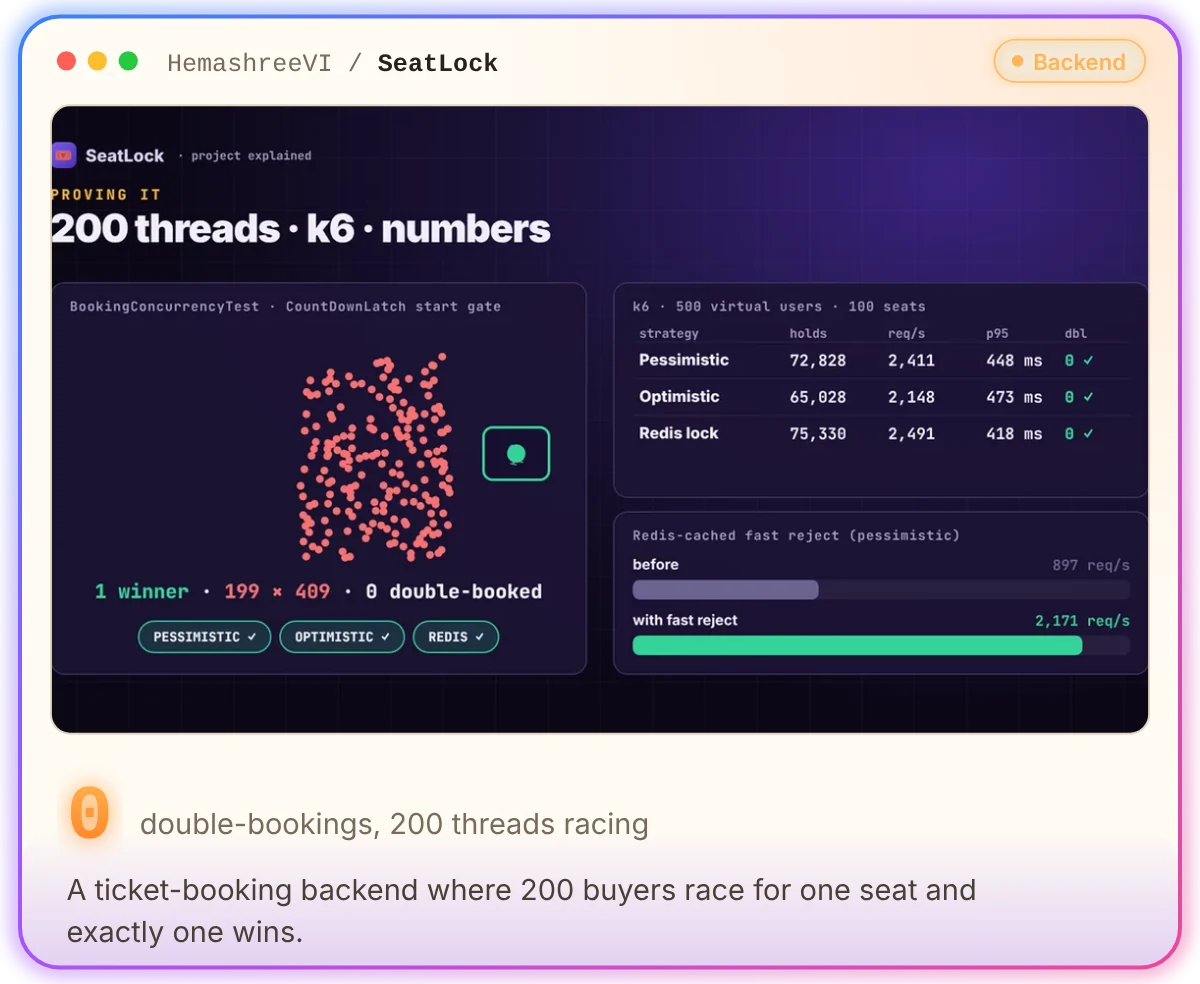 HemashreeVI / SeatLock
Backend
SeatLock · project explained
PROVING IT
200 threads · k6 · numbers
BookingConcurrencyTest · CountDownLatch start gate
1 winner · 199 × 409 · 0 double-booked
PESSIMISTIC ✓ OPTIMISTIC ✓ REDIS ✓
k6 · 500 virtual users · 100 seats
strategy holds req/s p95 dbl
Pessimistic 72,828 2,411 448 ms 0 ✓
Optimistic 65,028 2,148 473 ms 0 ✓
Redis lock 75,330 2,491 418 ms 0 ✓
Redis-cached fast reject (pessimistic)
before 897 req/s
with fast reject 2,171 req/s
0 double-bookings, 200 threads racing
A ticket-booking backend where 200 buyers race for one seat and
exactly one wins.